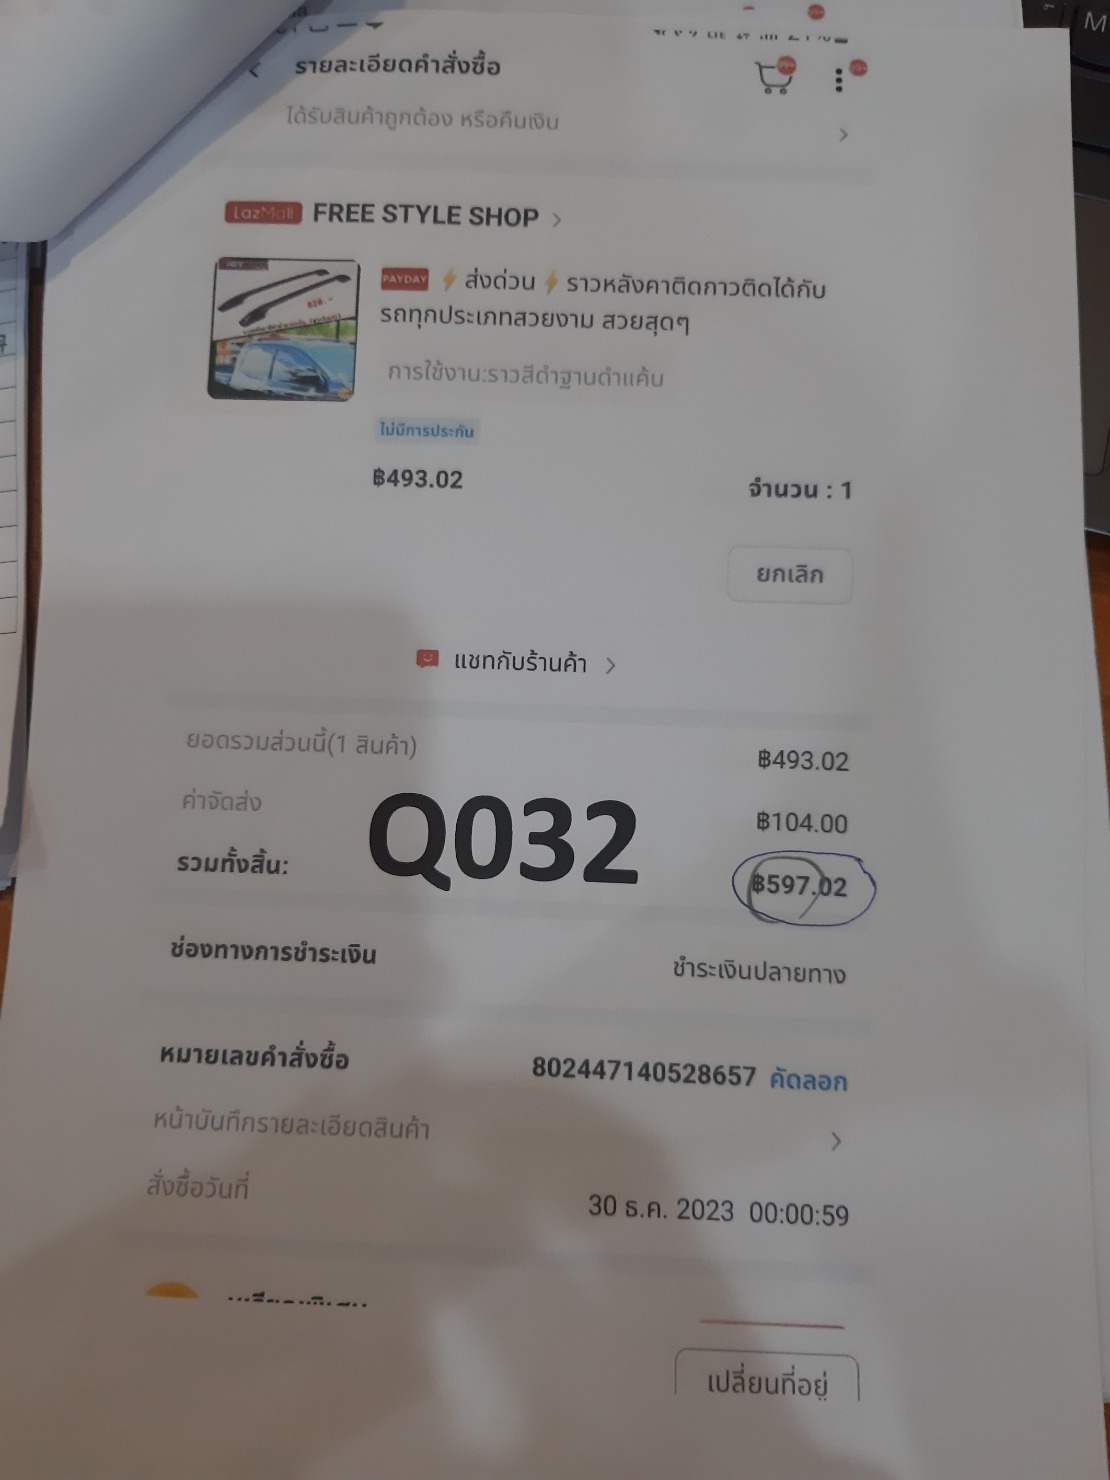 รายละเอียดคำสั่งซื้อ
ได้รับสินค้าถูกต้อง หรือคืนเงิน
LazMall FREE STYLE SHOP
PAYDAY ⚡ส่งด่วน⚡ราวหลังคาติดกาวติดได้กับ
รถทุกประเภทสวยงาม สวยสุดๆ
การใช้งาน:ราวสีดำฐานดำแค้บ
ไม่มีการประกัน
฿493.02
จำนวน : 1
ยกเลิก
แชทกับร้านค้า
ยอดรวมส่วนนี้(1 สินค้า) ฿493.02
ค่าจัดส่ง ฿104.00
Q032
รวมทั้งสิ้น: ฿597.02
ช่องทางการชำระเงิน ชำระเงินปลายทาง
หมายเลขคำสั่งซื้อ 802447140528657 คัดลอก
หน้าบันทึกรายละเอียดสินค้า
สั่งซื้อวันที่ 30 ธ.ค. 2023 00:00:59
เปลี่ยนที่อยู่